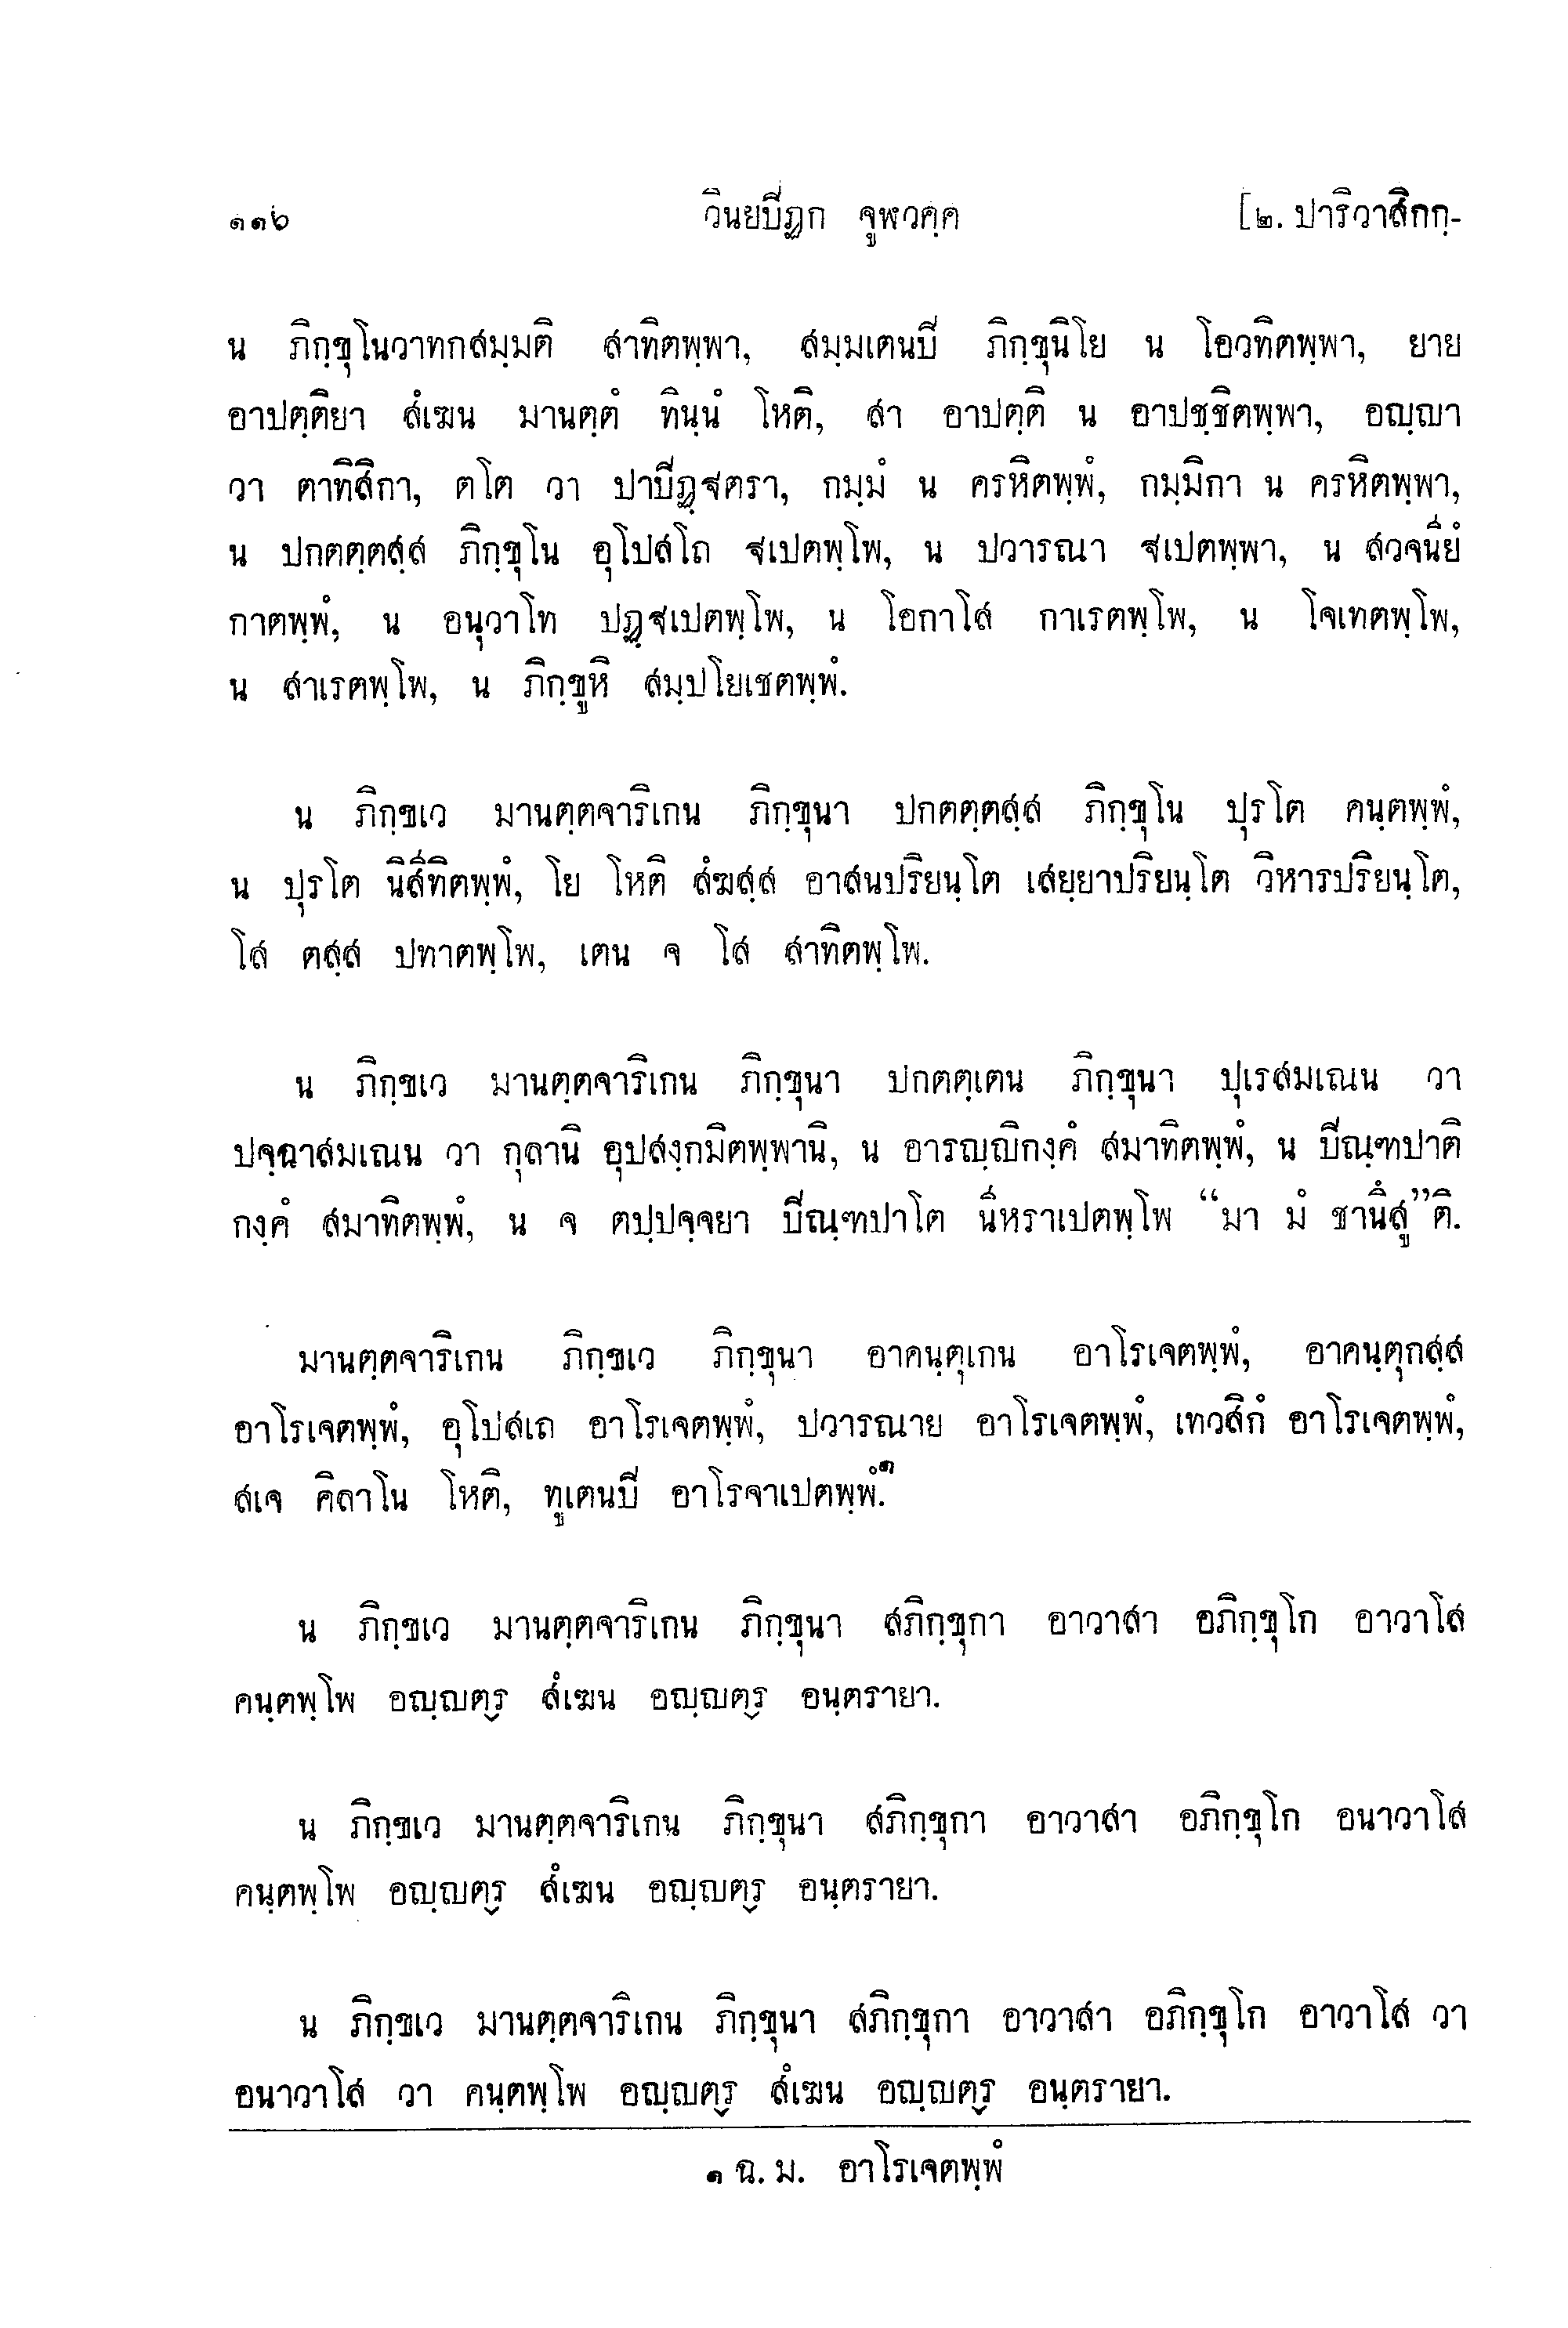 ๑๑๖ วินยปิฏก จูฬวคฺค [๒. ปาริวาสิกกฺ-
น ภิกฺขุโนวาทกสมฺมติ สาทิตพฺพา, สมฺมเตนปิ ภิกฺขุนิโย น โอวทิตพฺพา, ยาย
อาปตฺติยา สํเฆน มานตฺตํ ทินฺนํ โหติ, สา อาปตฺติ น อาปชฺชิตพฺพา, อญฺญา
วา ตาทิสิกา, ตโต วา ปาปิฏฺฐตรา, กมฺมํ น ครหิตพฺพํ, กมฺมิกา น ครหิตพฺพา,
น ปกตตฺตสฺส ภิกฺขุโน อุโปสโถ ฐเปตพฺโพ, น ปวารณา ฐเปตพฺพา, น สวจนียํ
กาตพฺพํ, น อนุวาโท ปฏฺฐเปตพฺโพ, น โอกาโส กาเรตพฺโพ, น โจเทตพฺโพ,
น สาเรตพฺโพ, น ภิกฺขูหิ สมฺปโยเชตพฺพํ.
น ภิกฺขเว มานตฺตจาริเกน ภิกฺขุนา ปกตตฺตสฺส ภิกฺขุโน ปุรโต คนฺตพฺพํ,
น ปุรโต นิสีทิตพฺพํ, โย โหติ สํฆสฺส อาสนปริยนฺโต เสยฺยาปริยนฺโต วิหารปริยนฺโต,
โส ตสฺส ปทาตพฺโพ, เตน จ โส สาทิตพฺโพ.
น ภิกฺขเว มานตฺตจาริเกน ภิกฺขุนา ปกตตฺเตน ภิกฺขุนา ปุเรสมเณน วา
ปจฺฉาสมเณน วา กุลานิ อุปสงฺกมิตพฺพานิ, น อารญฺญิกงฺคํ สมาทิตพฺพํ, น ปิณฺฑปาติ
กงฺคํ สมาทิตพฺพํ, น จ ตปฺปจฺจยา ปิณฺฑปาโต นีหราเปตพฺโพ “มา มํ ชานึสู”ติ.
มานตฺตจาริเกน ภิกฺขเว ภิกฺขุนา อาคนฺตุเกน อาโรเจตพฺพํ, อาคนฺตุกสฺส
อาโรเจตพฺพํ, อุโปสเถ อาโรเจตพฺพํ, ปวารณาย อาโรเจตพฺพํ, เทวสิกํ อาโรเจตพฺพํ,
สเจ คิลาโน โหติ, ทูเตนปิ อาโรจาเปตพฺพํ.๑
น ภิกฺขเว มานตฺตจาริเกน ภิกฺขุนา สภิกฺขุกา อาวาสา อภิกฺขุโก อาวาโส
คนฺตพฺโพ อญฺญตฺร สํเฆน อญฺญตฺร อนฺตรายา.
น ภิกฺขเว มานตฺตจาริเกน ภิกฺขุนา สภิกฺขุกา อาวาสา อภิกฺขุโก อนาวาโส
คนฺตพฺโพ อญฺญตฺร สํเฆน อญฺญตฺร อนฺตรายา.
น ภิกฺขเว มานตฺตจาริเกน ภิกฺขุนา สภิกฺขุกา อาวาสา อภิกฺขุโก อาวาโส วา
อนาวาโส วา คนฺตพฺโพ อญฺญตฺร สํเฆน อญฺญตฺร อนฺตรายา.
๑ ฉ. ม. อาโรเจตพฺพํ